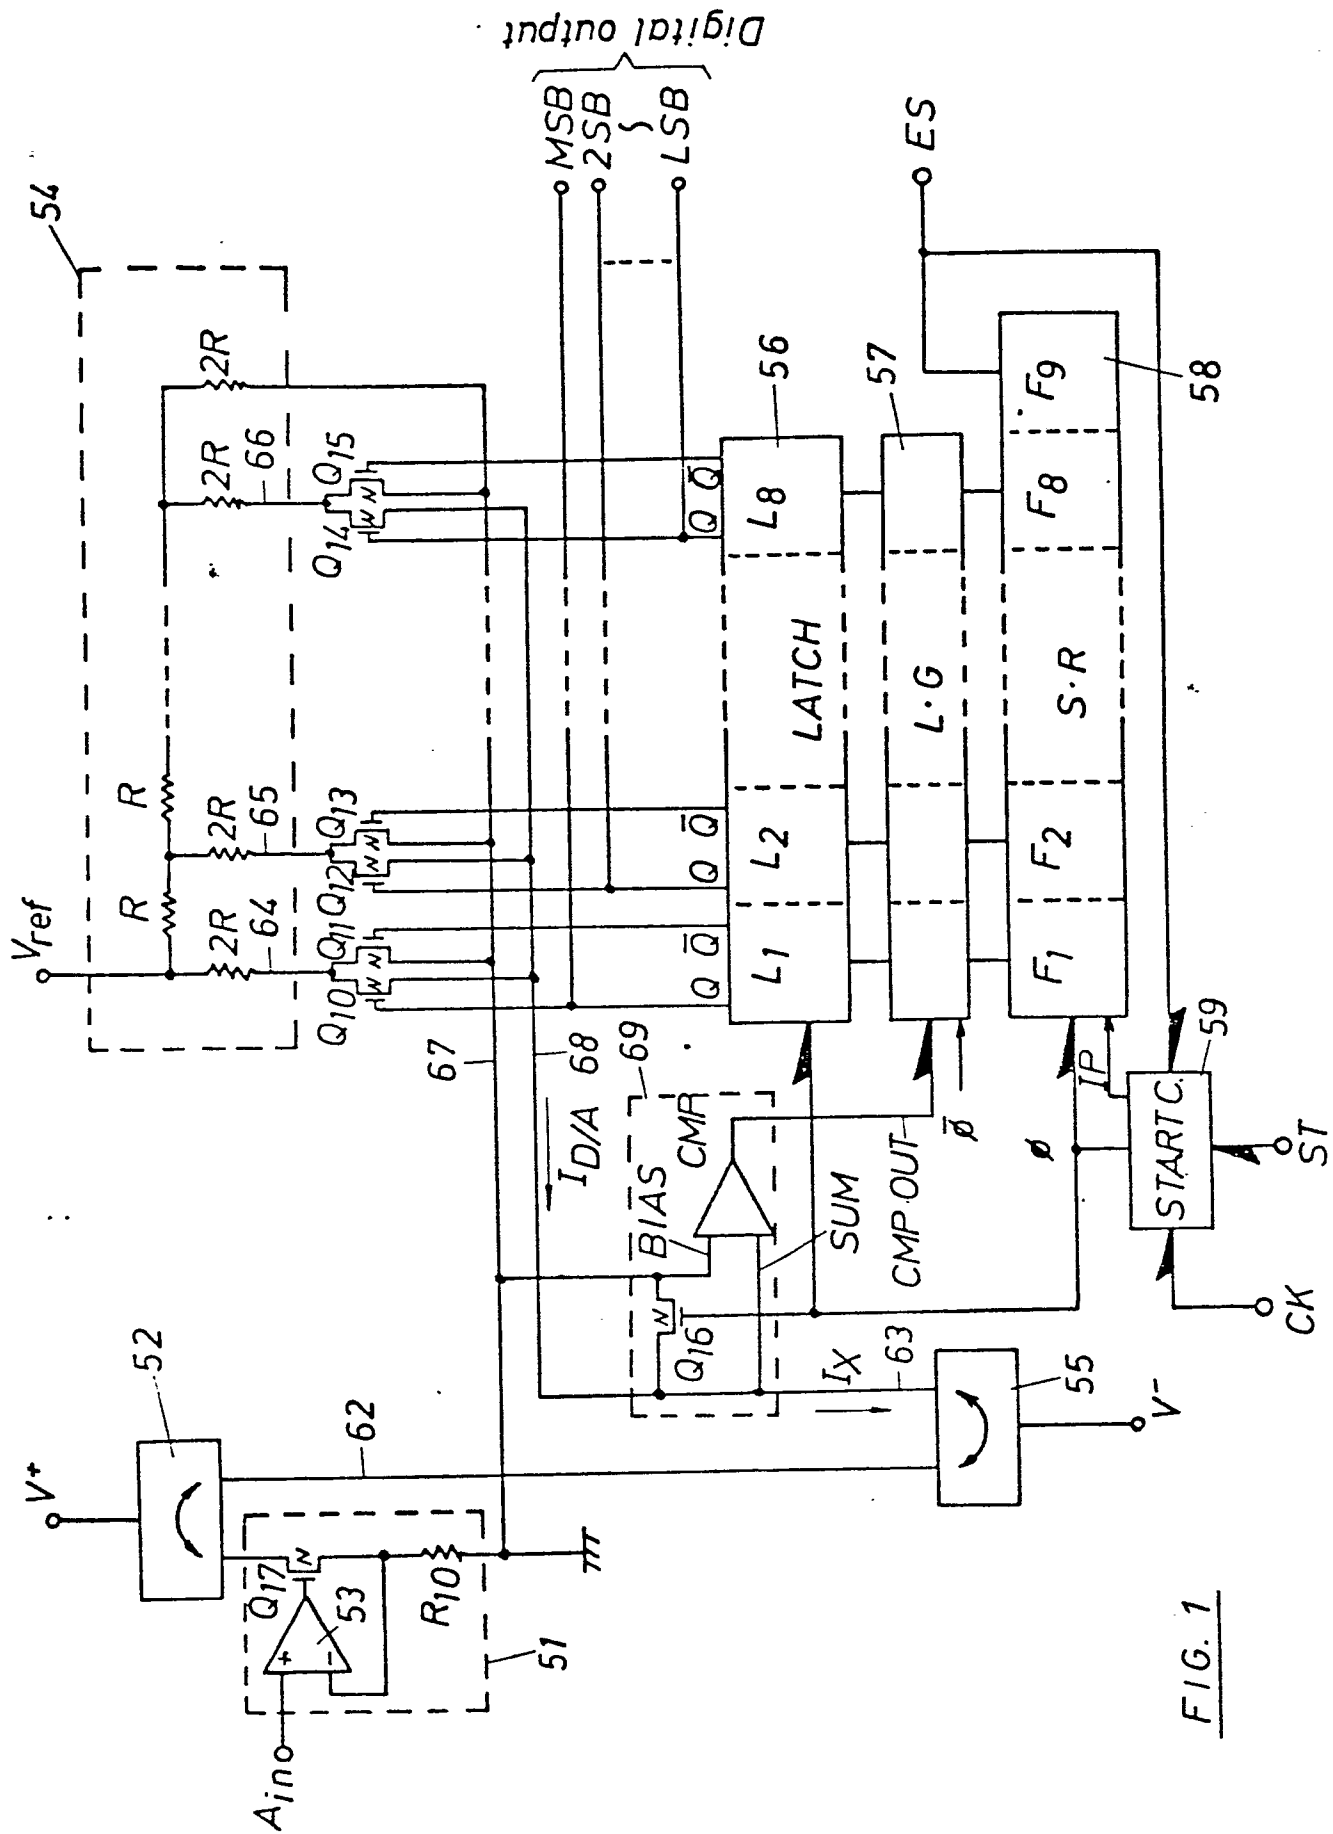 54
Vref
R
R
2R
2R
2R
2R
64
65
66
Q10
Q11
Q12
Q13
Q14
Q15
67
68
ID/A
MSB
2SB
LSB
Digital output
V+
52
62
Q17
53
R10
51
Aino
69
BIAS
CMR
Q16
SUM
CMP.OUT
IX
63
55
V-
Q
Q̅
Q
Q̅
Q
Q̅
L1
L2
LATCH
L8
56
L.G
57
φ̅
F1
F2
S.R
F8
F9
58
ES
φ
IP
START C.
59
ST
CK
FIG. 1